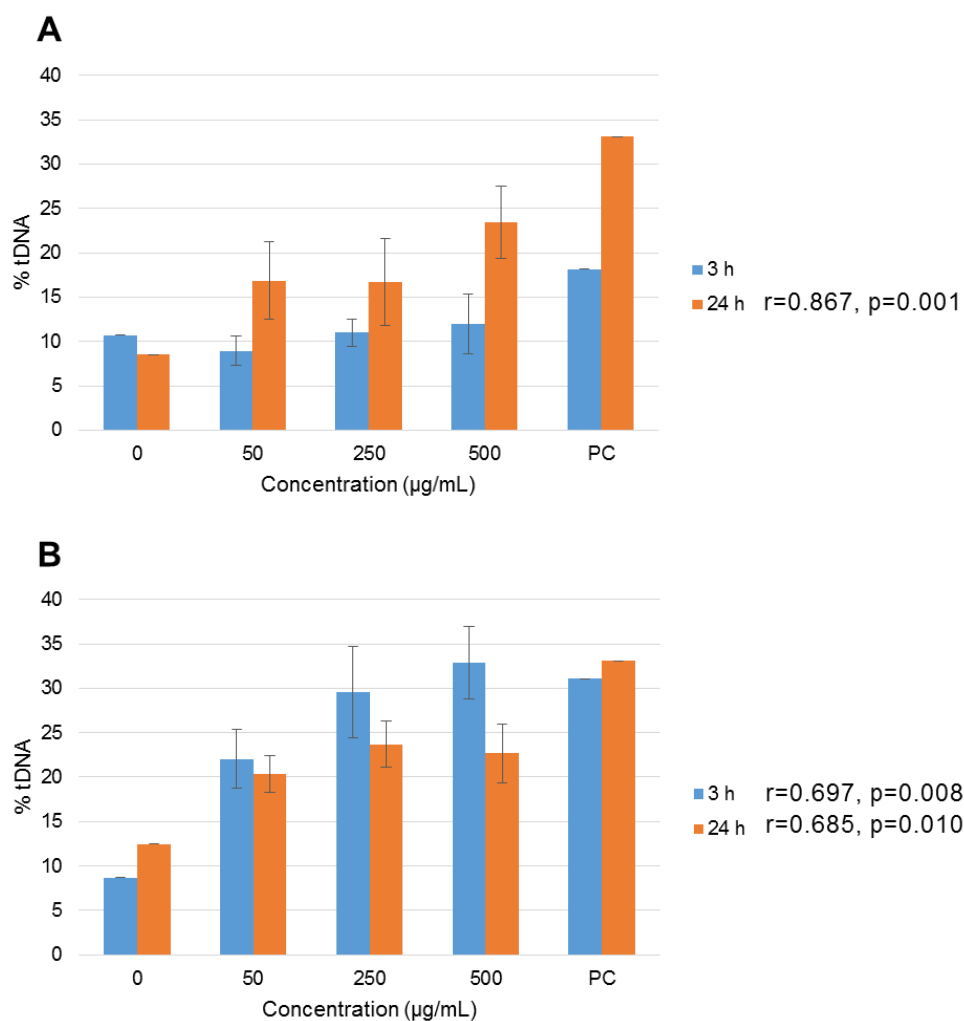 A
40
35
30
25
20
15
10
5
0
% tDNA
0 50 250 500 PC
Concentration (µg/mL)
3 h
24 h r=0.867, p=0.001
B
40
35
30
25
20
15
10
5
0
% tDNA
0 50 250 500 PC
Concentration (µg/mL)
3 h r=0.697, p=0.008
24 h r=0.685, p=0.010